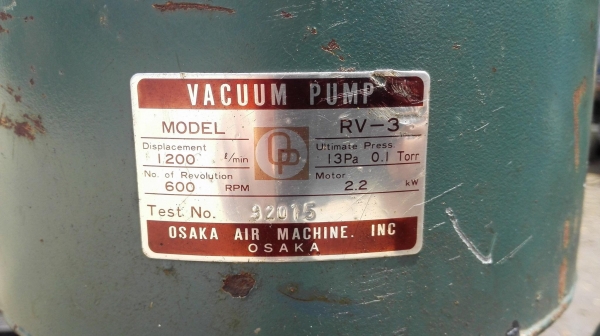 VACUUM PUMP
MODEL RV-3
Displacement Ultimate Press.
1200 ℓ/min 13Pa 0.1 Torr
No. of Revolution Motor
600 RPM 2.2 kW
Test No. 92015
OSAKA AIR MACHINE. INC
OSAKA